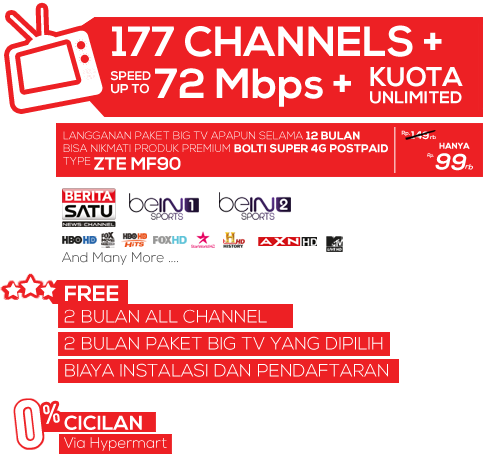 177 CHANNELS +
SPEED UP TO 72 Mbps + KUOTA UNLIMITED
LANGGANAN PAKET BIG TV APAPUN SELAMA 12 BULAN
BISA NIKMATI PRODUK PREMIUM BOLT! SUPER 4G POSTPAID
TYPE ZTE MF90
Rp. 149rb
HANYA
Rp. 99rb
BERITA SATU NEWS CHANNEL
beIN SPORTS 1
beIN SPORTS 2
HBO HD FOX MOVIES PREMIUM HBO HD HITS FOX HD StarWorld HD H HD HISTORY AXN HD MTV LIVE HD
And Many More ....
FREE
2 BULAN ALL CHANNEL
2 BULAN PAKET BIG TV YANG DIPILIH
BIAYA INSTALASI DAN PENDAFTARAN
0% CICILAN
Via Hypermart